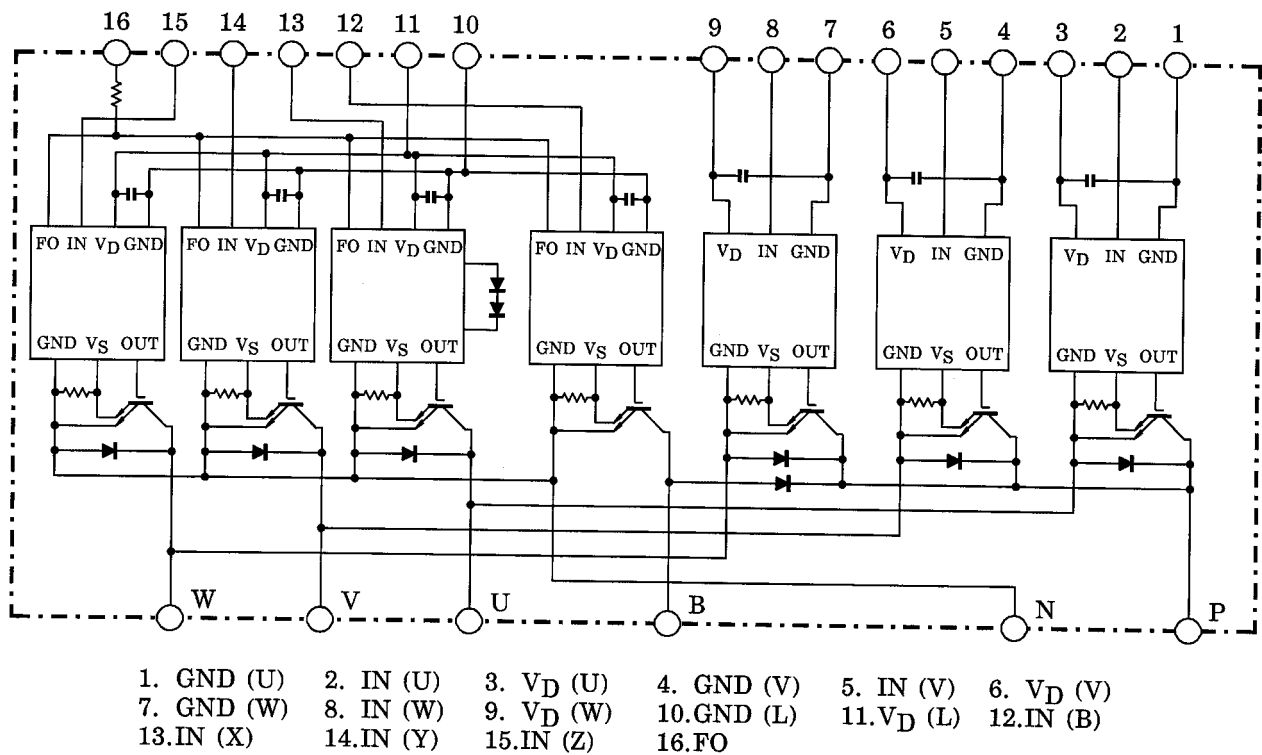 16 15 14 13 12 11 10 9 8 7 6 5 4 3 2 1
FO IN VD GND FO IN VD GND FO IN VD GND FO IN VD GND VD IN GND VD IN GND VD IN GND
GND VS OUT GND VS OUT GND VS OUT GND VS OUT GND VS OUT GND VS OUT GND VS OUT
W V U B N P
1. GND (U) 2. IN (U) 3. VD (U) 4. GND (V) 5. IN (V) 6. VD (V)
7. GND (W) 8. IN (W) 9. VD (W) 10.GND (L) 11.VD (L) 12.IN (B)
13.IN (X) 14.IN (Y) 15.IN (Z) 16.FO